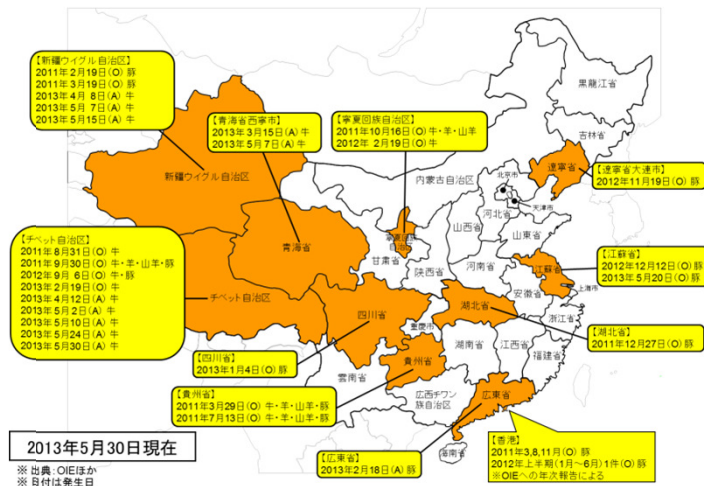 【新疆ウイグル自治区】
2011年 2月19日(O) 豚
2011年 3月19日(O) 豚
2013年 4月 8日(A) 牛
2013年 5月 7日(A) 牛
2013年 5月15日(A) 牛
【青海省西寧市】
2013年 3月15日(A) 牛
2013年 5月7日(A) 牛
【寧夏回族自治区】
2011年10月16日(O) 牛・羊・山羊
2012年 2月19日(O) 牛
黒龍江省
吉林省
遼寧省
【遼寧省大連市】
2012年11月19日(O) 豚
新疆ウイグル自治区
内蒙古自治区
北京市
天津市
河北省
山西省
山東省
寧夏回族
自治区
青海省
甘粛省
陝西省
河南省
江蘇省
【江蘇省】
2012年12月12日(O) 豚
2013年 5月20日(O) 豚
【チベット自治区】
2011年 8月31日(O) 牛
2011年 9月30日(O) 牛・羊・山羊・豚
2012年 9月 6日(O) 牛・豚
2013年 2月19日(O) 牛
2013年 4月12日(A) 牛
2013年 5月2日(A) 牛
2013年 5月10日(A) 牛
2013年 5月24日(A) 牛
2013年 5月30日(A) 牛
チベット自治区
安徽省
上海市
四川省
湖北省
重慶市
浙江省
【湖北省】
2011年12月27日(O) 豚
【四川省】
2013年1月4日(O) 豚
湖南省
江西省
福建省
貴州省
雲南省
【貴州省】
2011年3月29日(O) 牛・羊・山羊・豚
2011年7月13日(O) 牛・羊・山羊・豚
広西チワン
族自治区
広東省
海南省
【広東省】
2013年 2月18日(A) 豚
【香港】
2011年3,8,11月(O) 豚
2012年上半期(1月～6月)1件(O) 豚
※OIEへの年次報告による
2013年5月30日現在
※ 出典:OIEほか
※ 日付は発生日